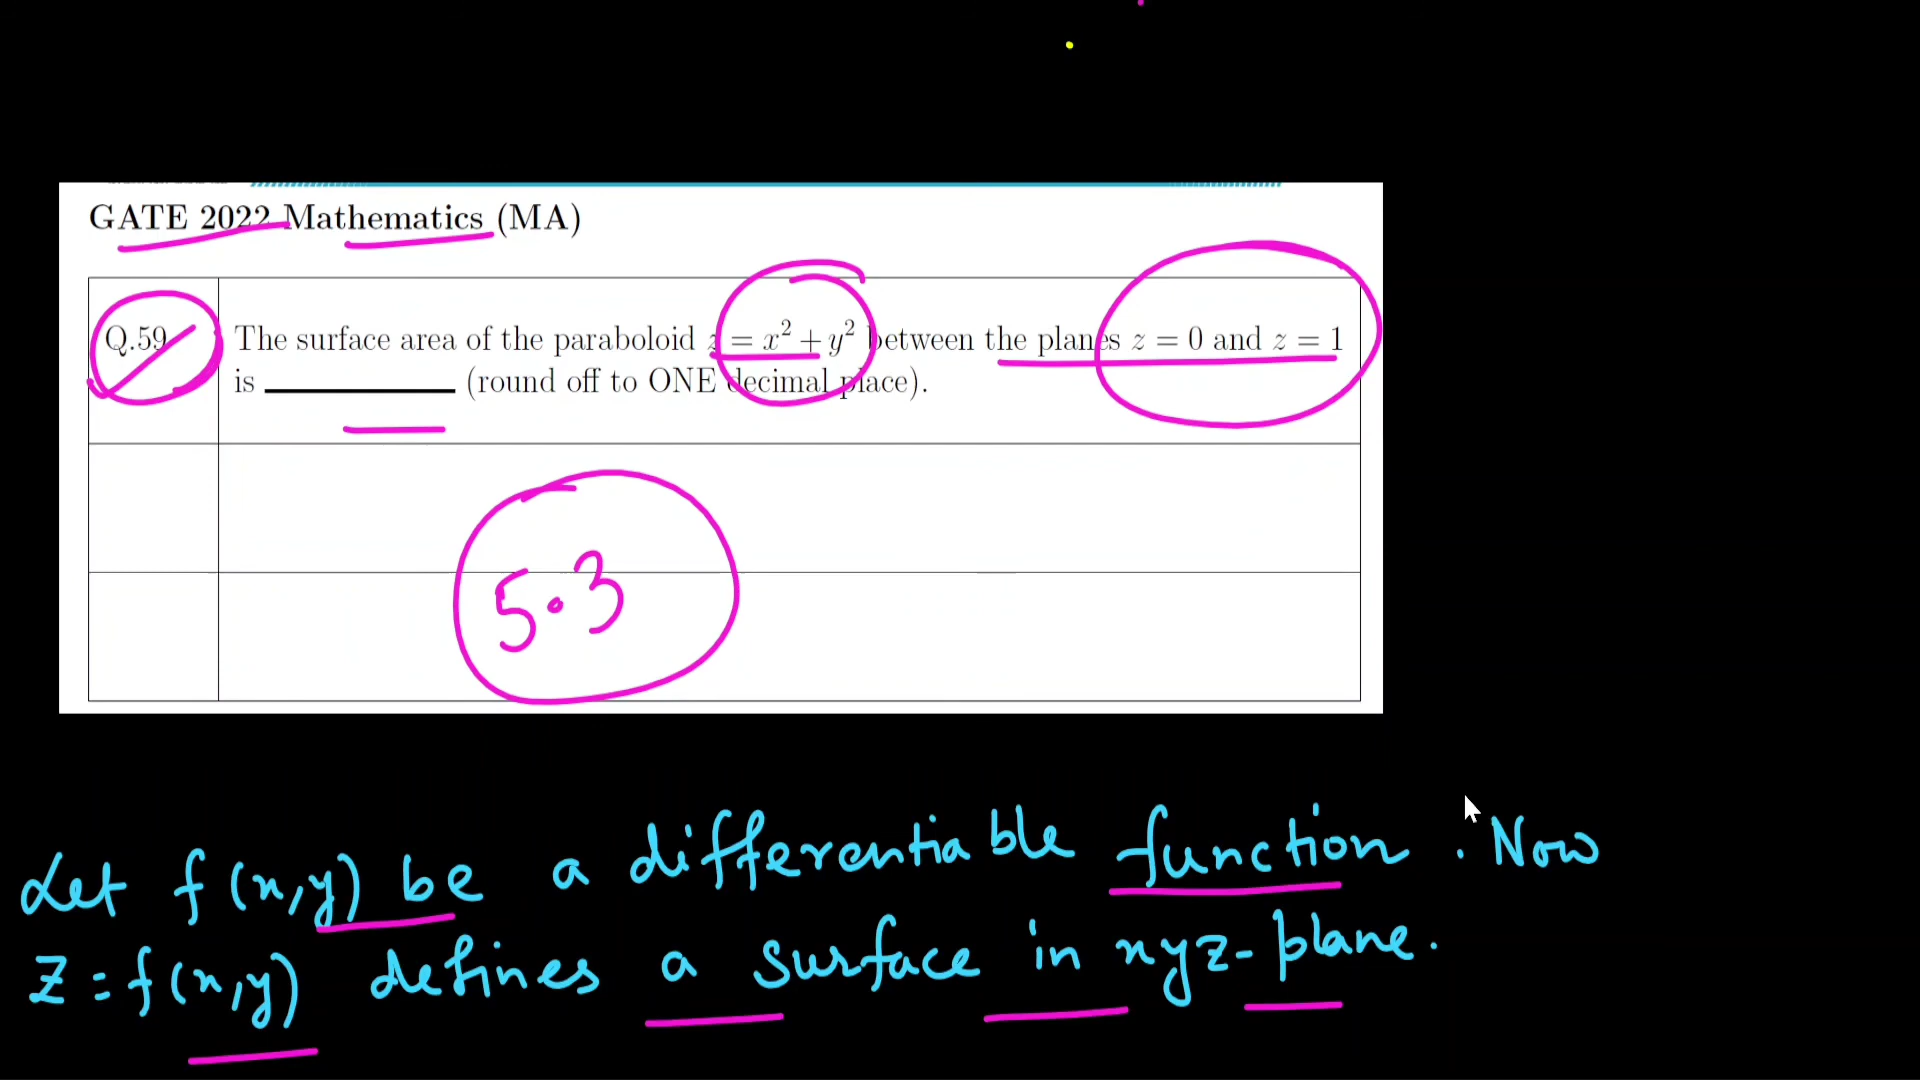 GATE 2022 Mathematics (MA)
Q.59 The surface area of the paraboloid z = x² + y² between the planes z = 0 and z = 1
is __________ (round off to ONE decimal place).
5.3
Let f(x,y) be a differentiable function. Now
z = f(x,y) defines a surface in xyz-plane.